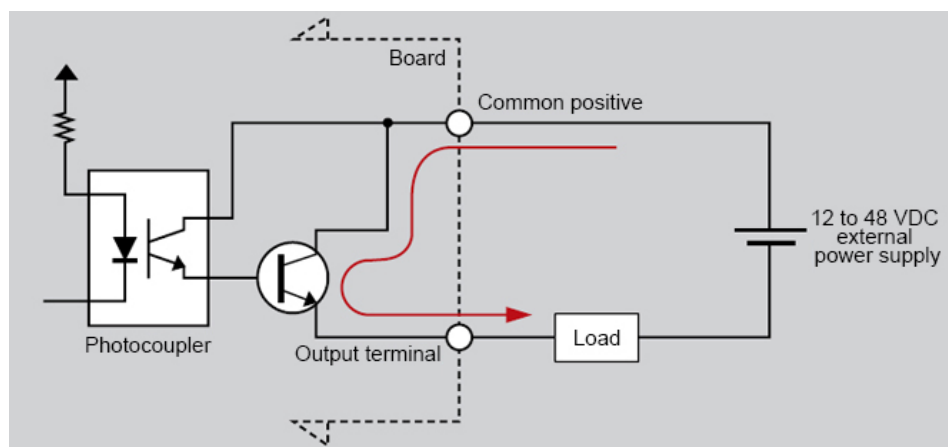 Board
Common positive
12 to 48 VDC
external
power supply
Photocoupler
Output terminal
Load